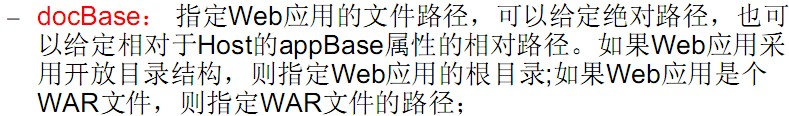 – docBase： 指定Web应用的文件路径，可以给定绝对路径，也可
以给定相对于Host的appBase属性的相对路径。如果Web应用采
用开放目录结构，则指定Web应用的根目录;如果Web应用是个
WAR文件，则指定WAR文件的路径；